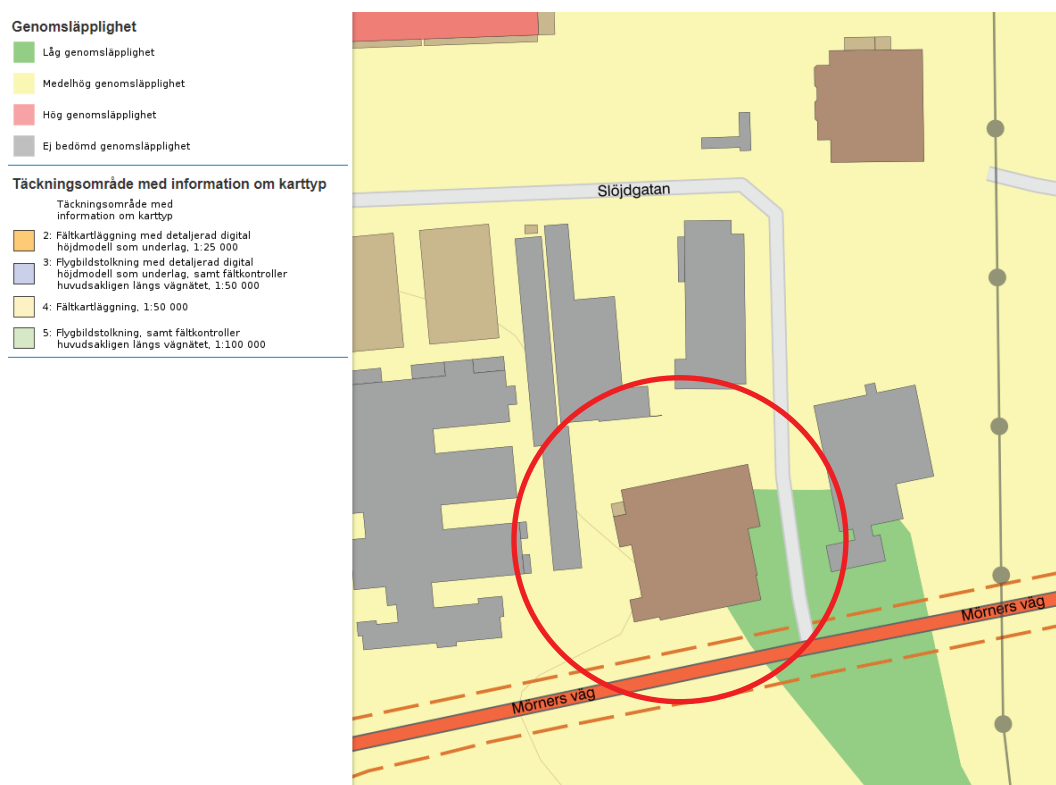 Genomsläpplighet
Låg genomsläpplighet
Medelhög genomsläpplighet
Hög genomsläpplighet
Ej bedömd genomsläpplighet
Täckningsområde med information om karttyp
Täckningsområde med
information om karttyp
2: Fältkartläggning med detaljerad digital
höjdmodell som underlag, 1:25 000
3: Flygbildstolkning med detaljerad digital
höjdmodell som underlag, samt fältkontroller
huvudsakligen längs vägnätet, 1:50 000
4: Fältkartläggning, 1:50 000
5: Flygbildstolkning, samt fältkontroller
huvudsakligen längs vägnätet, 1:100 000
Slöjdgatan
Mörners väg
Mörners väg